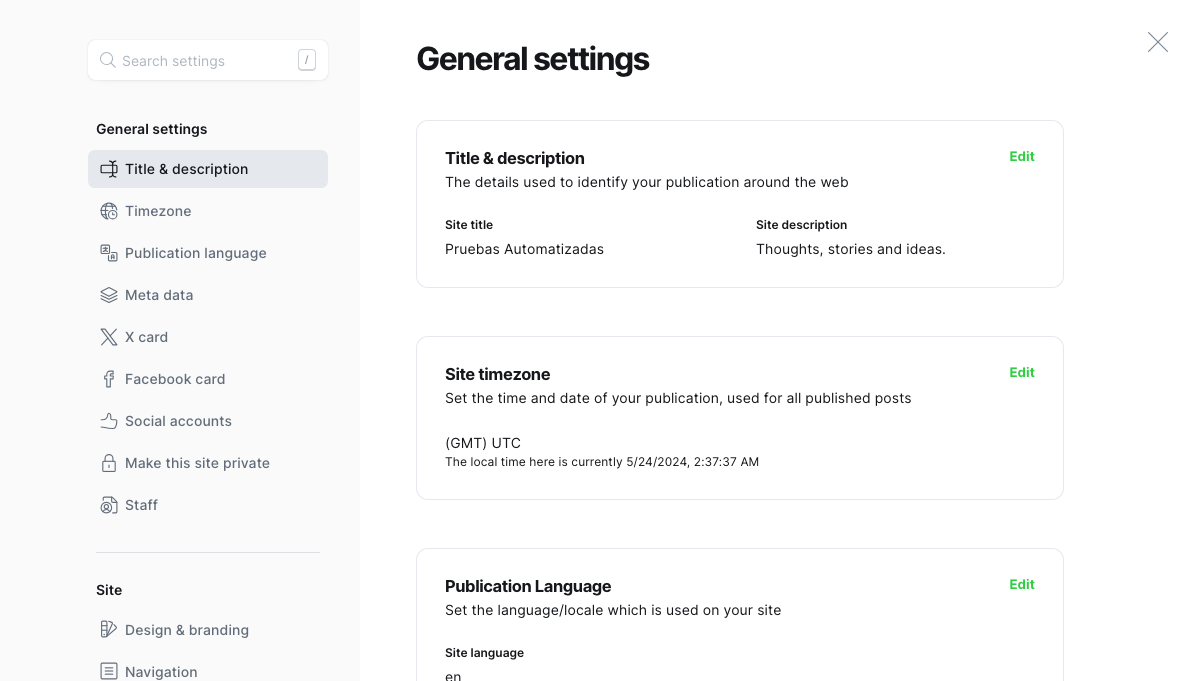 Search settings
/
General settings
Title & description
Timezone
Publication language
Meta data
X card
Facebook card
Social accounts
Make this site private
Staff
Site
Design & branding
Navigation
General settings
Title & description
Edit
The details used to identify your publication around the web
Site title
Site description
Pruebas Automatizadas
Thoughts, stories and ideas.
Site timezone
Edit
Set the time and date of your publication, used for all published posts
(GMT) UTC
The local time here is currently 5/24/2024, 2:37:37 AM
Publication Language
Edit
Set the language/locale which is used on your site
Site language
en